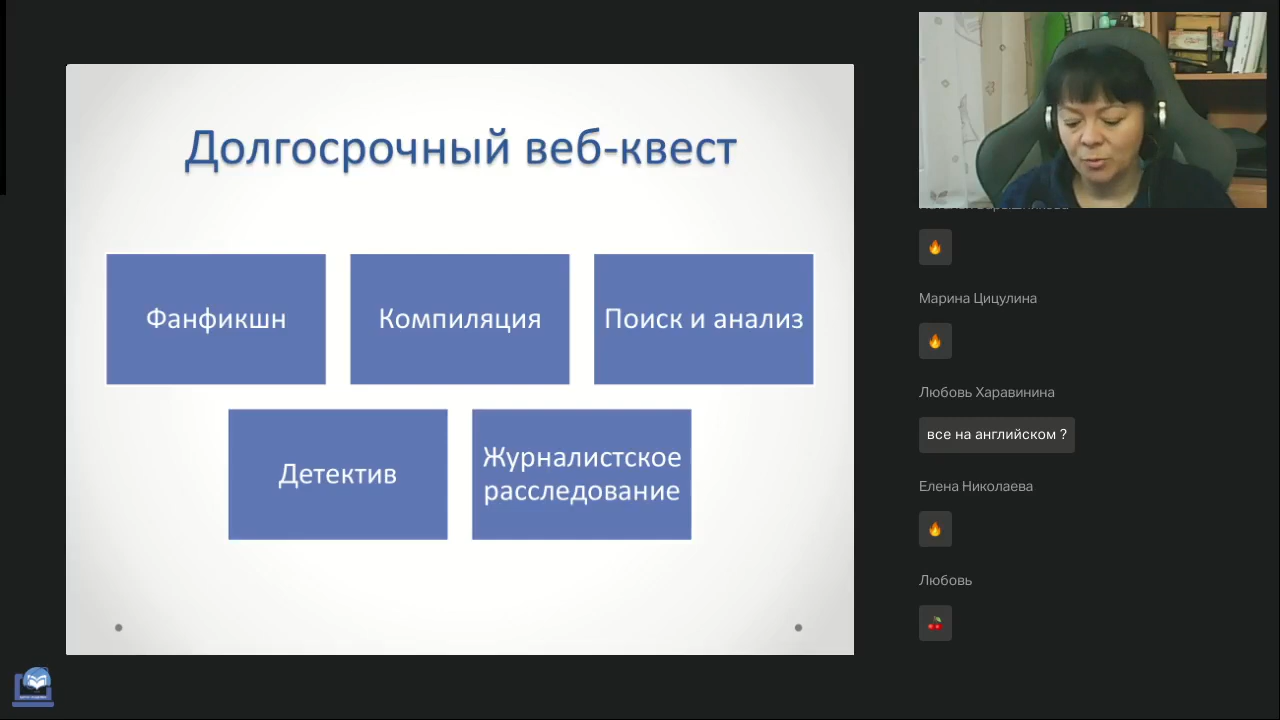 Долгосрочный веб-квест
Фанфикшн
Компиляция
Поиск и анализ
Детектив
Журналистское
расследование
Марина Цицулина
Любовь Харавинина
все на английском ?
Елена Николаева
Любовь